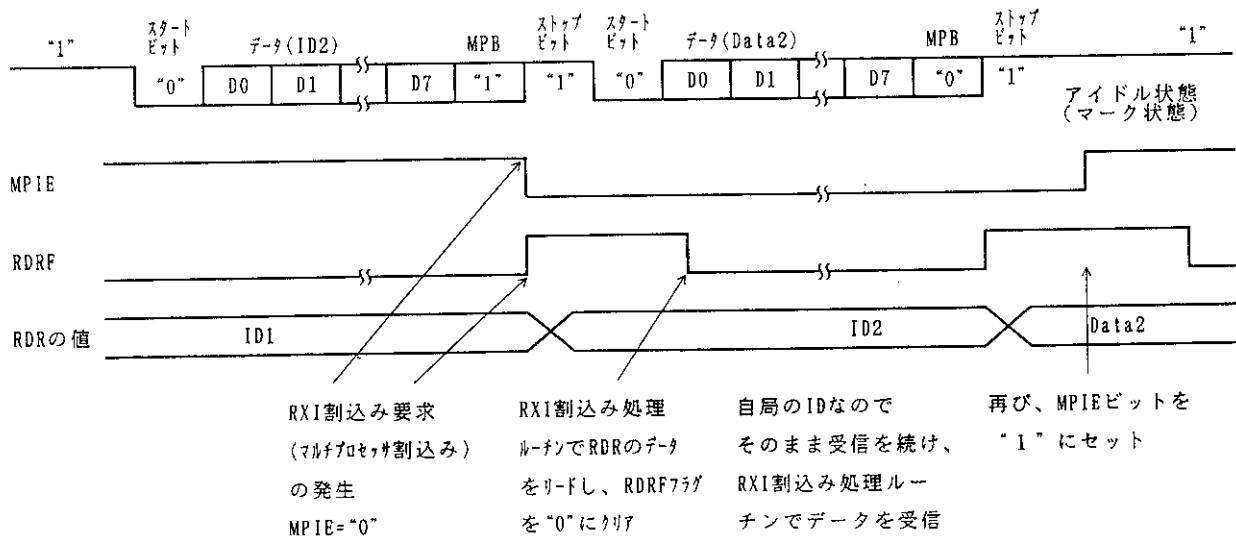 “1”
スタート
ビット
データ(ID2)
MPB
ストップ
ビット
スタート
ビット
データ(Data2)
MPB
ストップ
ビット
“1”
“0”
D0
D1
D7
“1”
“1”
“0”
D0
D1
D7
“0”
“1”
アイドル状態
(マーク状態)
MPIE
RDRF
RDRの値
ID1
ID2
Data2
RXI割込み要求
(マルチプロセッサ割込み)
の発生
MPIE=“0”
RXI割込み処理
ルーチンでRDRのデータ
をリードし、RDRFフラグ
を“0”にクリア
自局のIDなので
そのまま受信を続け、
RXI割込み処理ルー
チンでデータを受信
再び、MPIEビットを
“1”にセット